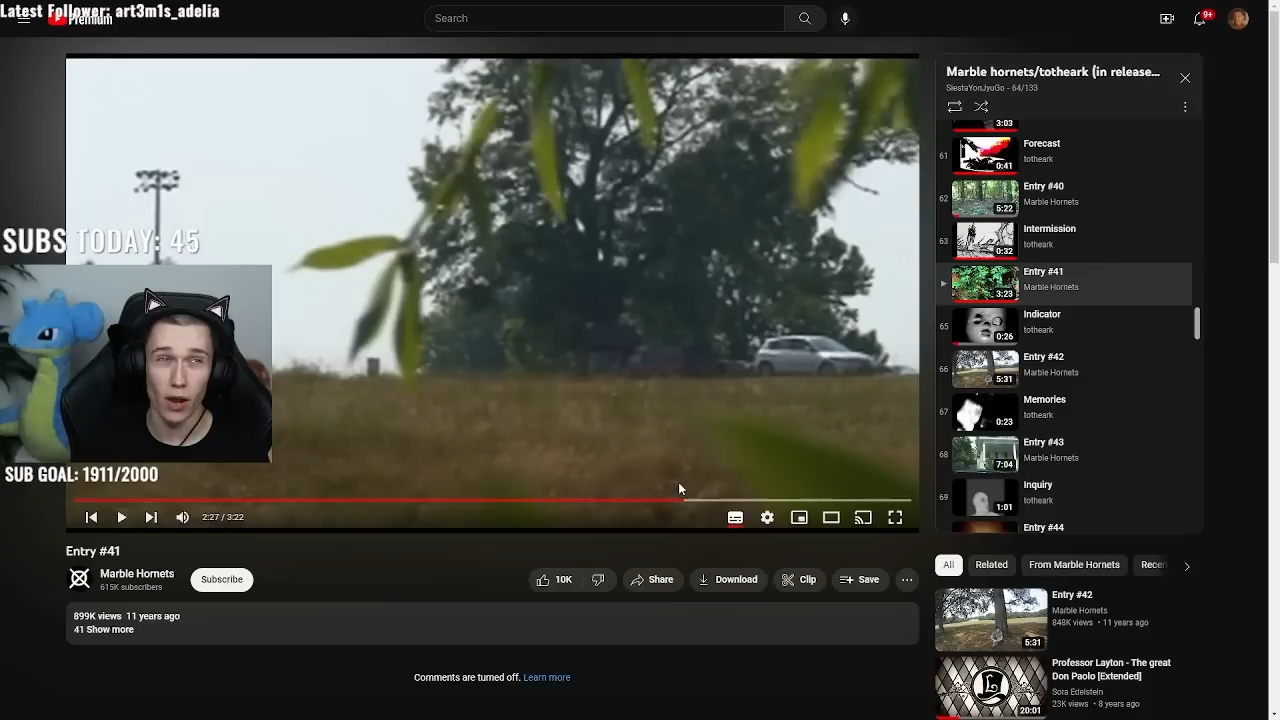 Latest Follower: art3m1s_adelia
Premium
Search
9+
SUBS TODAY: 45
SUB GOAL: 1911/2000
2:27 / 3:22
Entry #41
Marble Hornets
615K subscribers
Subscribe
10K
Share
Download
Clip
Save
899K views 11 years ago
41 Show more
Comments are turned off. Learn more
Marble hornets/totheark (in release...
SiestaYonJyuGo - 64/133
3:03
61
Forecast
totheark
0:41
62
Entry #40
Marble Hornets
5:22
63
Intermission
totheark
0:32
Entry #41
Marble Hornets
3:23
65
Indicator
totheark
0:26
66
Entry #42
Marble Hornets
5:31
67
Memories
totheark
0:23
68
Entry #43
Marble Hornets
7:04
69
Inquiry
totheark
1:01
Entry #44
All
Related
From Marble Hornets
Recen
Entry #42
Marble Hornets
848K views • 11 years ago
5:31
Professor Layton - The great
Don Paolo [Extended]
Sora Edelstein
23K views • 8 years ago
20:01